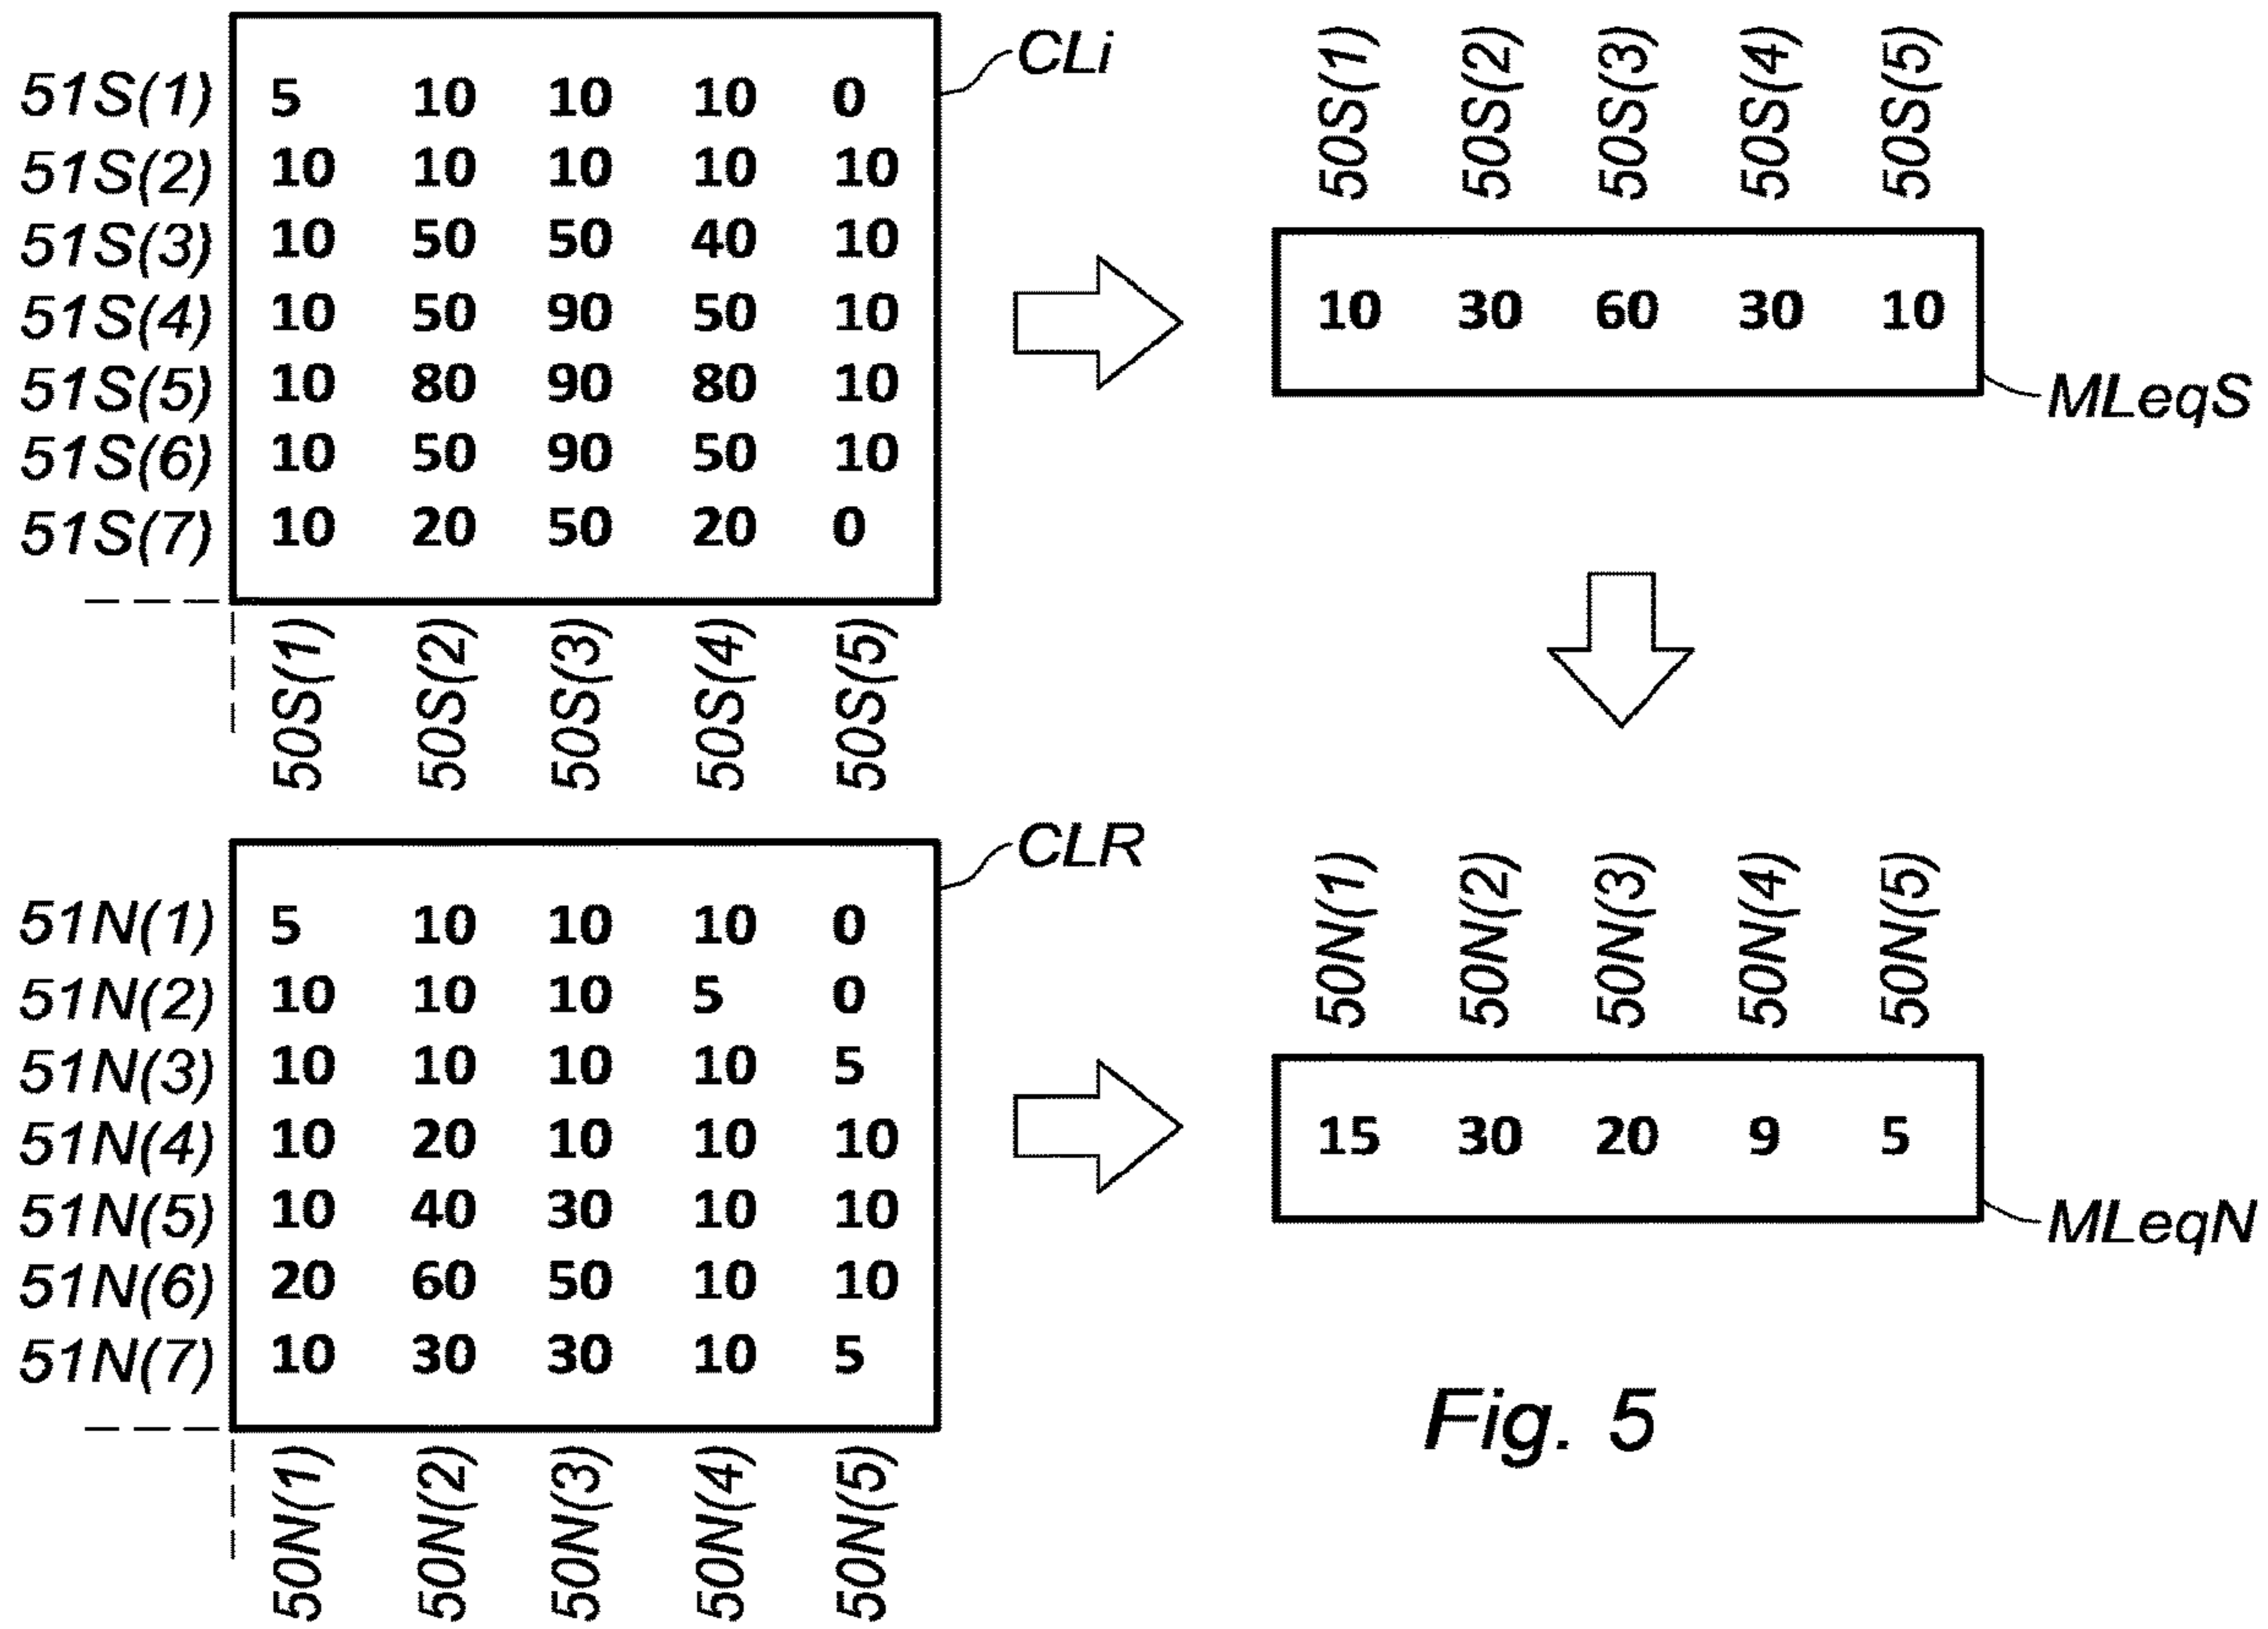 CLi
51S(1) 5 10 10 10 0
51S(2) 10 10 10 10 10
51S(3) 10 50 50 40 10
51S(4) 10 50 90 50 10
51S(5) 10 80 90 80 10
51S(6) 10 50 90 50 10
51S(7) 10 20 50 20 0
50S(1) 50S(2) 50S(3) 50S(4) 50S(5)
50S(1) 50S(2) 50S(3) 50S(4) 50S(5)
10 30 60 30 10
MLeqS
CLR
51N(1) 5 10 10 10 0
51N(2) 10 10 10 5 0
51N(3) 10 10 10 10 5
51N(4) 10 20 10 10 10
51N(5) 10 40 30 10 10
51N(6) 20 60 50 10 10
51N(7) 10 30 30 10 5
50N(1) 50N(2) 50N(3) 50N(4) 50N(5)
50N(1) 50N(2) 50N(3) 50N(4) 50N(5)
15 30 20 9 5
MLeqN
Fig. 5